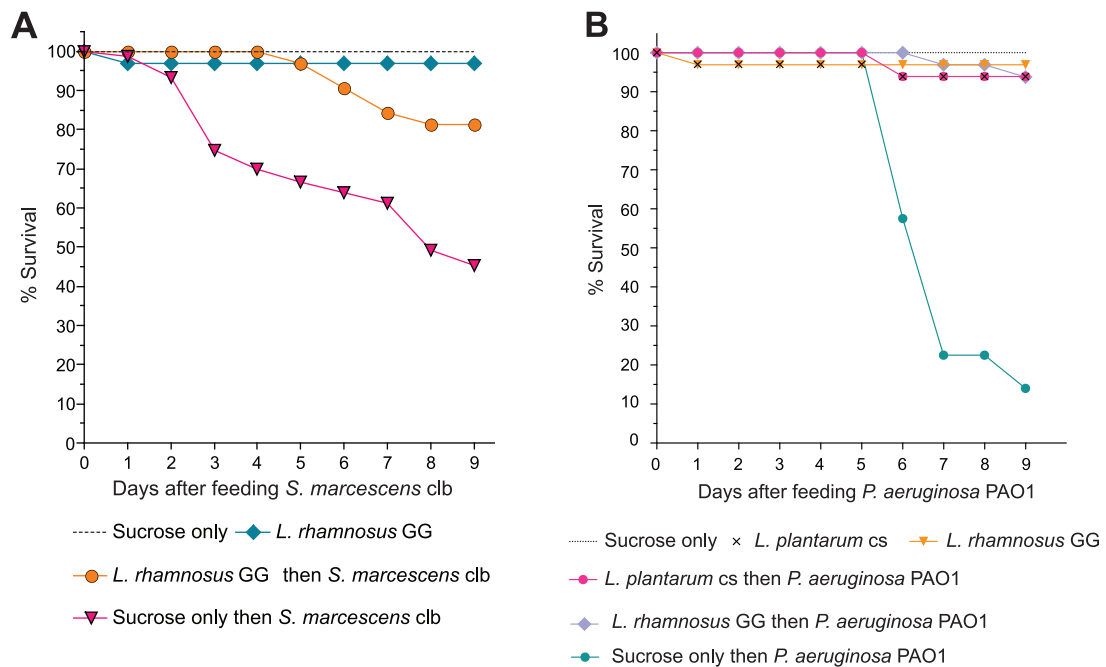 A
B
100
90
80
70
60
50
40
30
20
10
0
% Survival
0 1 2 3 4 5 6 7 8 9
Days after feeding S. marcescens clb
Sucrose only L. rhamnosus GG
L. rhamnosus GG then S. marcescens clb
Sucrose only then S. marcescens clb
100
90
80
70
60
50
40
30
20
10
0
% Survival
0 1 2 3 4 5 6 7 8 9
Days after feeding P. aeruginosa PAO1
Sucrose only L. plantarum cs L. rhamnosus GG
L. plantarum cs then P. aeruginosa PAO1
L. rhamnosus GG then P. aeruginosa PAO1
Sucrose only then P. aeruginosa PAO1